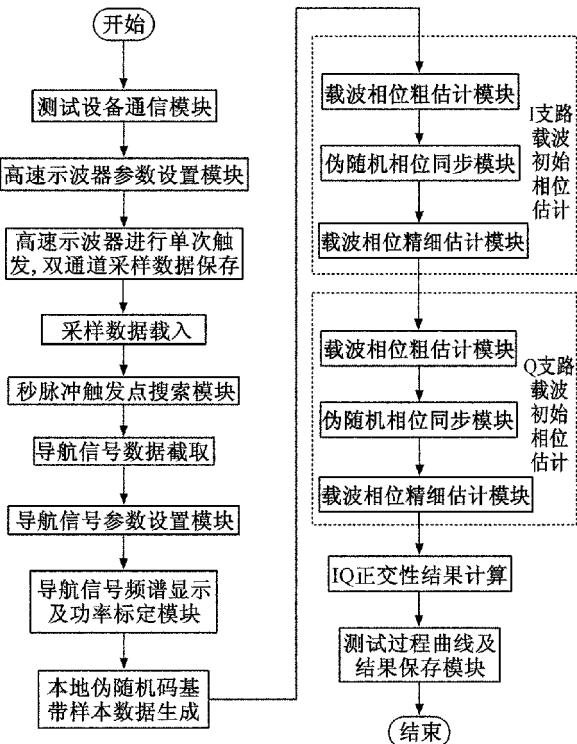 开始
测试设备通信模块
高速示波器参数设置模块
高速示波器进行单次触
发,双通道采样数据保存
采样数据载入
秒脉冲触发点搜索模块
导航信号数据截取
导航信号参数设置模块
导航信号频谱显示
及功率标定模块
本地伪随机码基
带样本数据生成
载波相位粗估计模块
伪随机相位同步模块
载波相位精细估计模块
I支路
载波
初始
相位
估计
载波相位粗估计模块
伪随机相位同步模块
载波相位精细估计模块
Q支路
载波
初始
相位
估计
IQ正交性结果计算
测试过程曲线及
结果保存模块
结束